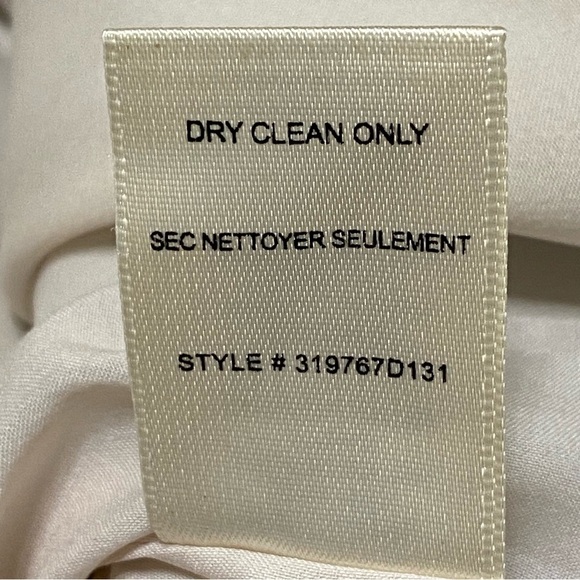 DRY CLEAN ONLY
SEC NETTOYER SEULEMENT
STYLE # 319767D131